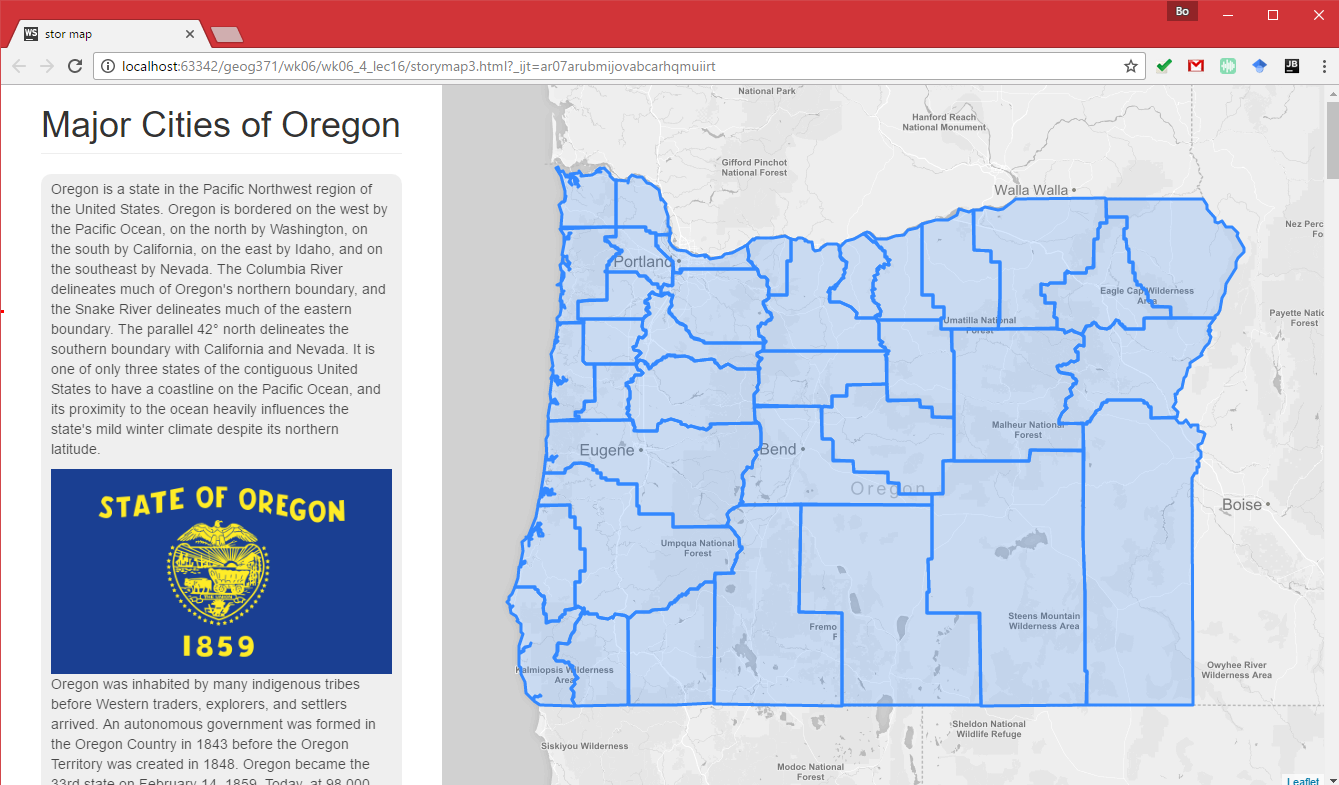 Bo
WS stor map
localhost:63342/geog371/wk06/wk06_4_lec16/storymap3.html?_ijt=ar07arubmijovabcarhqmuiirt
JB
Major Cities of Oregon
Oregon is a state in the Pacific Northwest region of
the United States. Oregon is bordered on the west by
the Pacific Ocean, on the north by Washington, on
the south by California, on the east by Idaho, and on
the southeast by Nevada. The Columbia River
delineates much of Oregon's northern boundary, and
the Snake River delineates much of the eastern
boundary. The parallel 42° north delineates the
southern boundary with California and Nevada. It is
one of only three states of the contiguous United
States to have a coastline on the Pacific Ocean, and
its proximity to the ocean heavily influences the
state's mild winter climate despite its northern
latitude.
STATE OF OREGON
1859
Oregon was inhabited by many indigenous tribes
before Western traders, explorers, and settlers
arrived. An autonomous government was formed in
the Oregon Country in 1843 before the Oregon
Territory was created in 1848. Oregon became the
33rd state on February 14, 1859. Today, at 98,000
National Park
Hanford Reach
National Monument
Gifford Pinchot
National Forest
Walla Walla
Nez Perc
Fo
Portland
Eagle Cap Wilderness
Area
Umatilla National
Forest
Payette Natic
Forest
Malheur National
Forest
Eugene
Bend
Oregon
Boise
Umpqua National
Forest
Steens Mountain
Wilderness Area
Fremo
F
Kalmiopsis Wilderness
Area
Owyhee River
Wilderness Area
Sheldon National
Wildlife Refuge
Siskiyou Wilderness
Modoc National
Forest
Leaflet